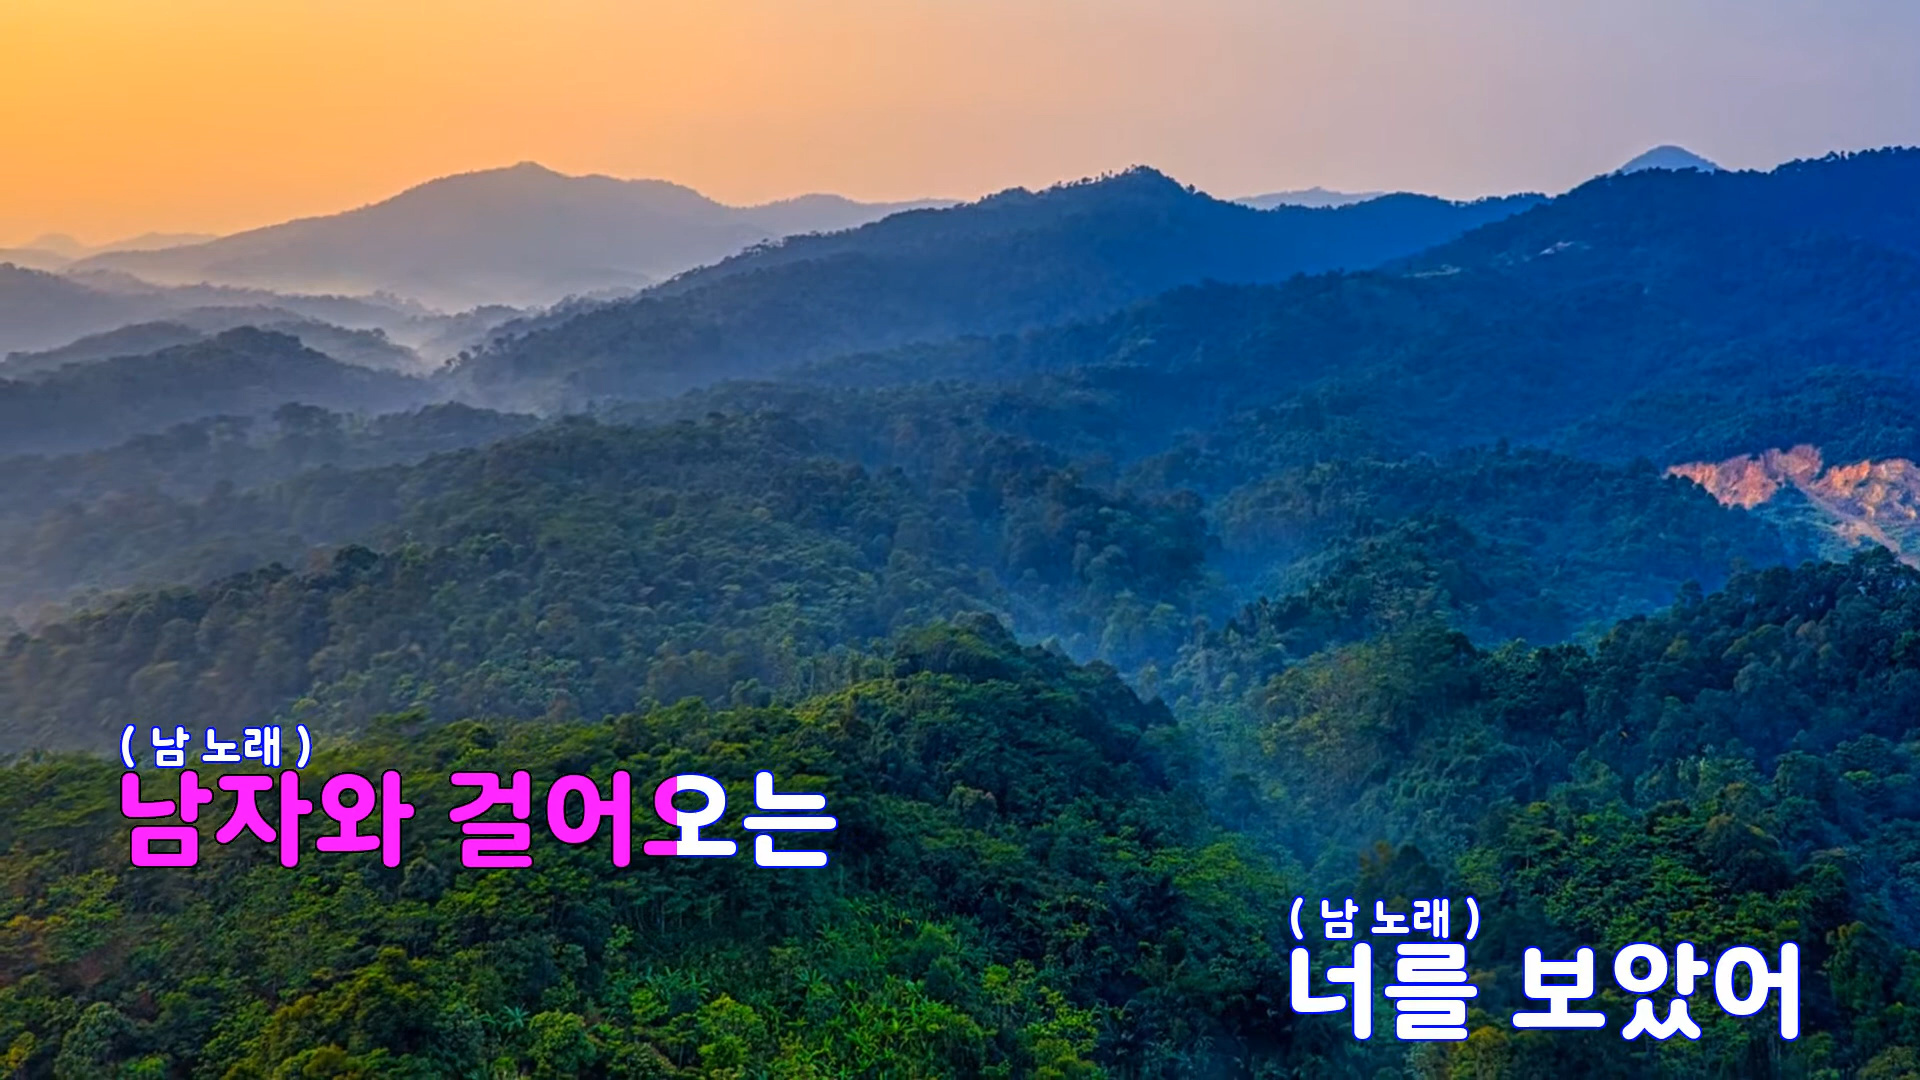 ( 남 노래 )
남자와 걸어오는
( 남 노래 )
너를 보았어